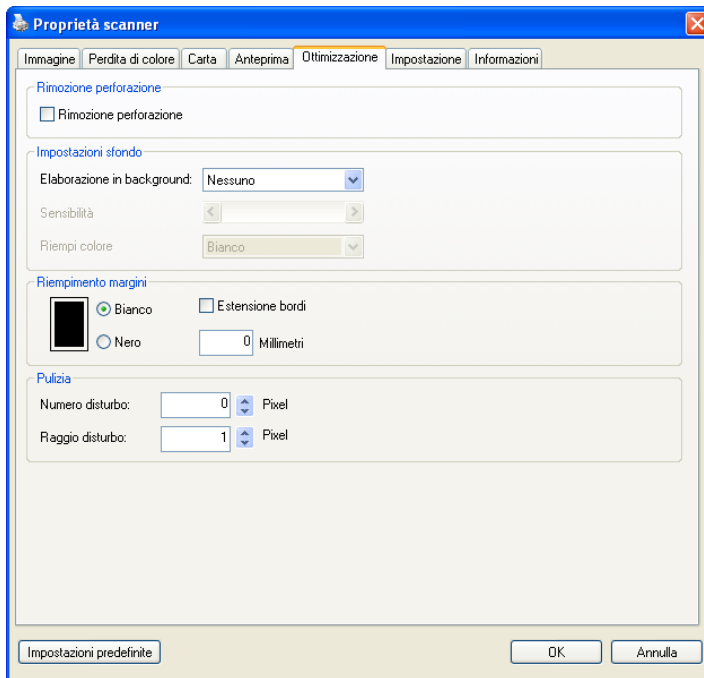 Proprietà scanner
Immagine Perdita di colore Carta Anteprima Ottimizzazione Impostazione Informazioni
Rimozione perforazione
Rimozione perforazione
Impostazioni sfondo
Elaborazione in background: Nessuno
Sensibilità
Riempi colore Bianco
Riempimento margini
Bianco Estensione bordi
Nero 0 Millimetri
Pulizia
Numero disturbo: 0 Pixel
Raggio disturbo: 1 Pixel
Impostazioni predefinite OK Annulla